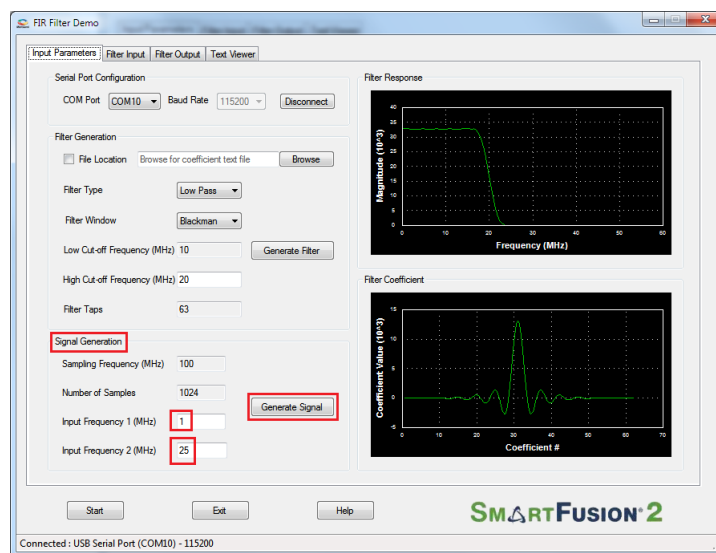 FIR Filter Demo
Input Parameters Filter Input Filter Output Text Viewer
Serial Port Configuration
COM Port COM10 Baud Rate 115200 Disconnect
Filter Generation
File Location Browse for coefficient text file Browse
Filter Type Low Pass
Filter Window Blackman
Low Cut-off Frequency (MHz) 10 Generate Filter
High Cut-off Frequency (MHz) 20
Filter Taps 63
Signal Generation
Sampling Frequency (MHz) 100
Number of Samples 1024
Generate Signal
Input Frequency 1 (MHz) 1
Input Frequency 2 (MHz) 25
Filter Response
Magnitude (10^3)
40
35
30
25
20
15
10
5
0
0 10 20 30 40 50 60
Frequency (MHz)
Filter Coefficient
Coefficient Value (10^3)
15
10
5
0
-5
0 10 20 30 40 50 60 70
Coefficient #
Start Exit Help
SMARTFUSION 2
Connected : USB Serial Port (COM10) - 115200